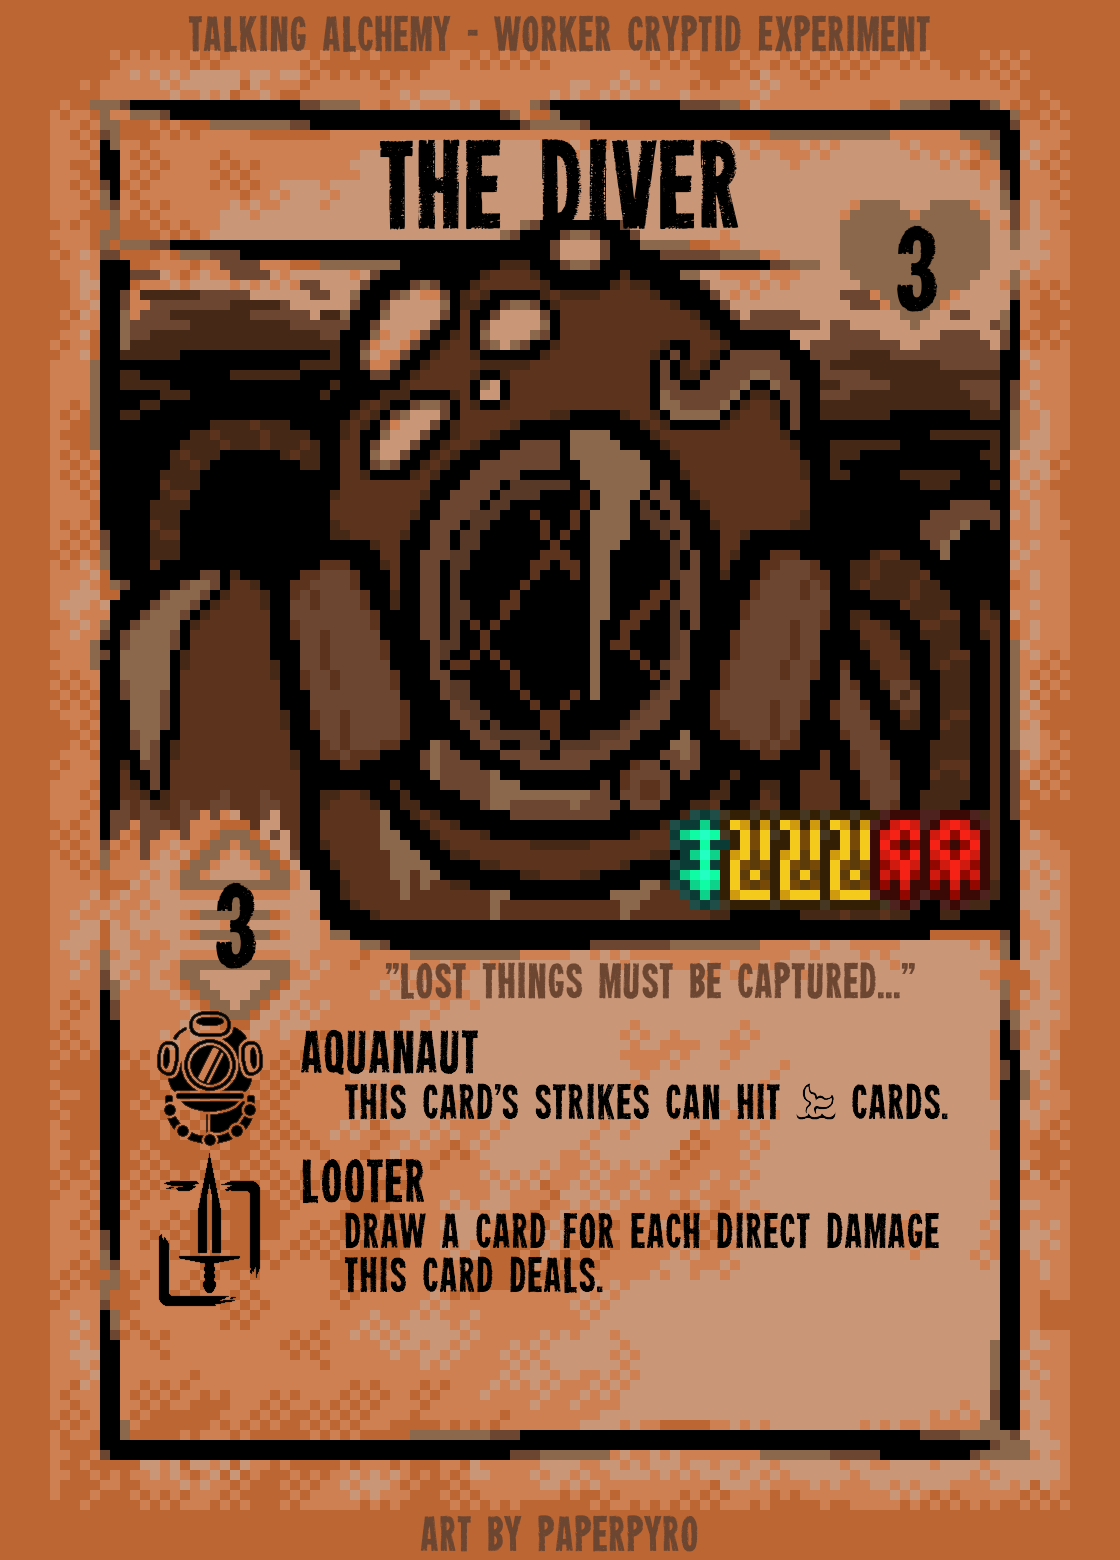 TALKING ALCHEMY - WORKER CRYPTID EXPERIMENT
THE DIVER
3
3
"LOST THINGS MUST BE CAPTURED..."
AQUANAUT
THIS CARD'S STRIKES CAN HIT CARDS.
LOOTER
DRAW A CARD FOR EACH DIRECT DAMAGE
THIS CARD DEALS.
ART BY PAPERPYRO